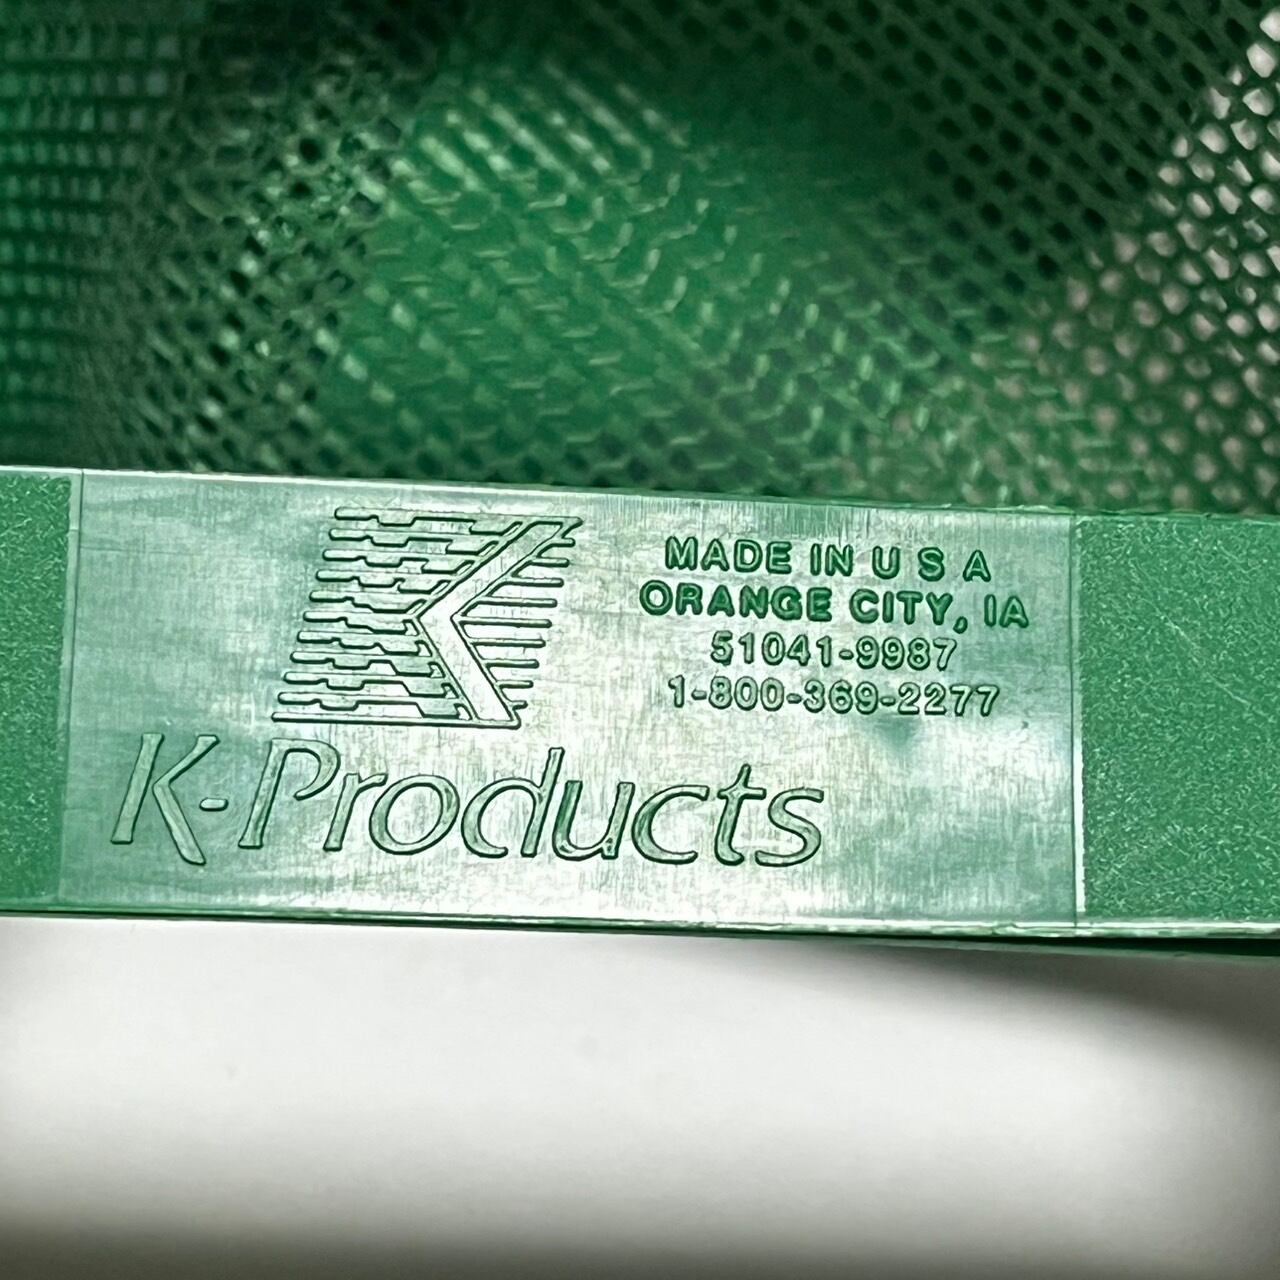 MADE IN U S A
ORANGE CITY, IA
51041-9987
1-800-369-2277
K-Products